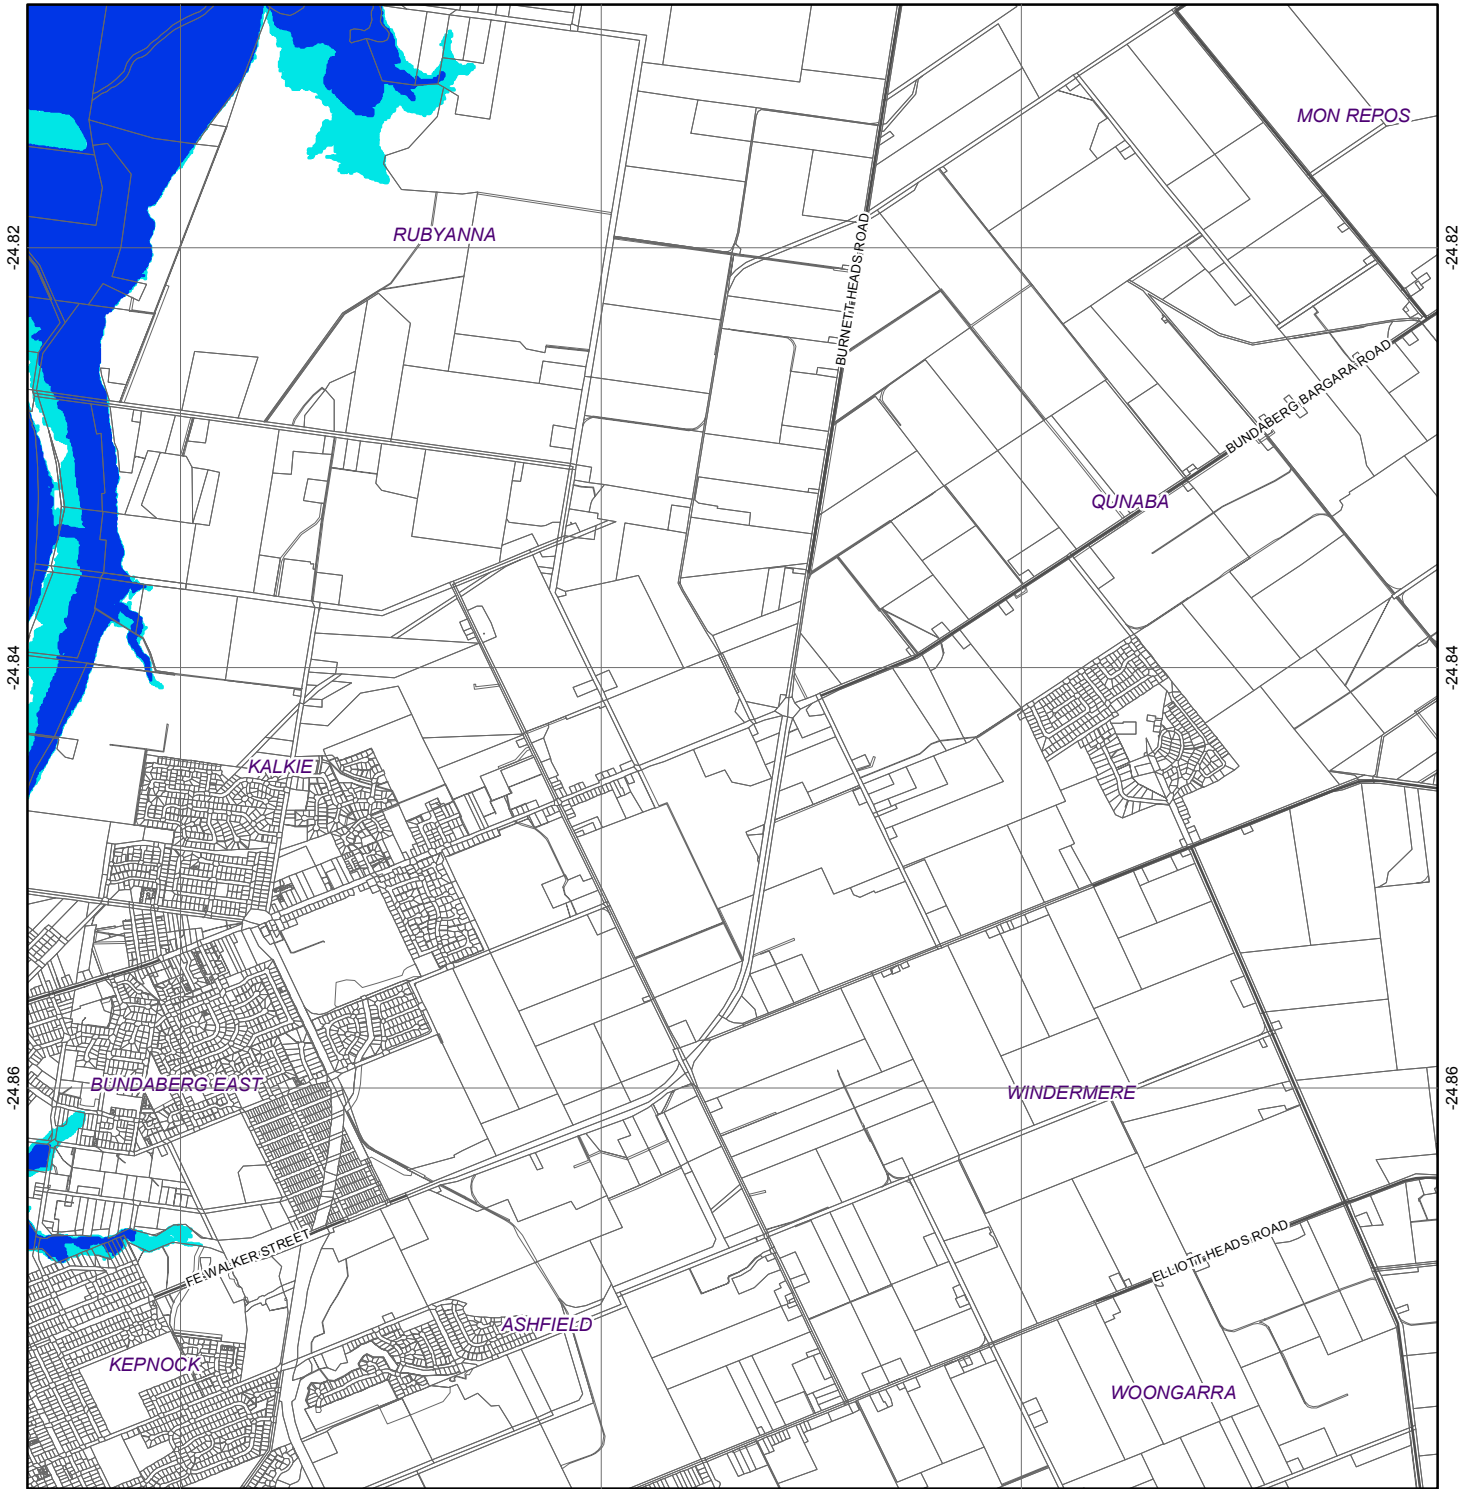 MON REPOS
RUBYANNA
-24.82
-24.82
BURNETT HEADS ROAD
BUNDABERG BARGARA ROAD
QUNABA
-24.84
-24.84
KALKIE
BUNDABERG EAST
-24.86
-24.86
WINDERMERE
FE WALKER STREET
ELLIOTT HEADS ROAD
ASHFIELD
KEPNOCK
WOONGARRA